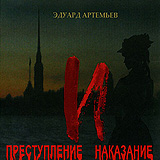 ЭДУАРД АРТЕМЬЕВ
И
ПРЕСТУПЛЕНИЕ НАКАЗАНИЕ